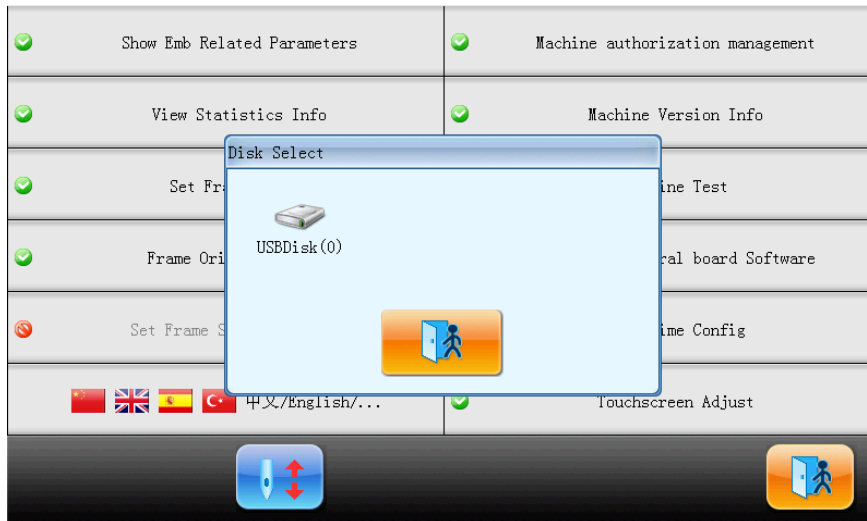 Show Emb Related Parameters
Machine authorization management
View Statistics Info
Machine Version Info
Disk Select
Set Fr
ine Test
USBDisk(0)
Frame Ori
ral board Software
Set Frame S
ime Config
中文/English/...
Touchscreen Adjust